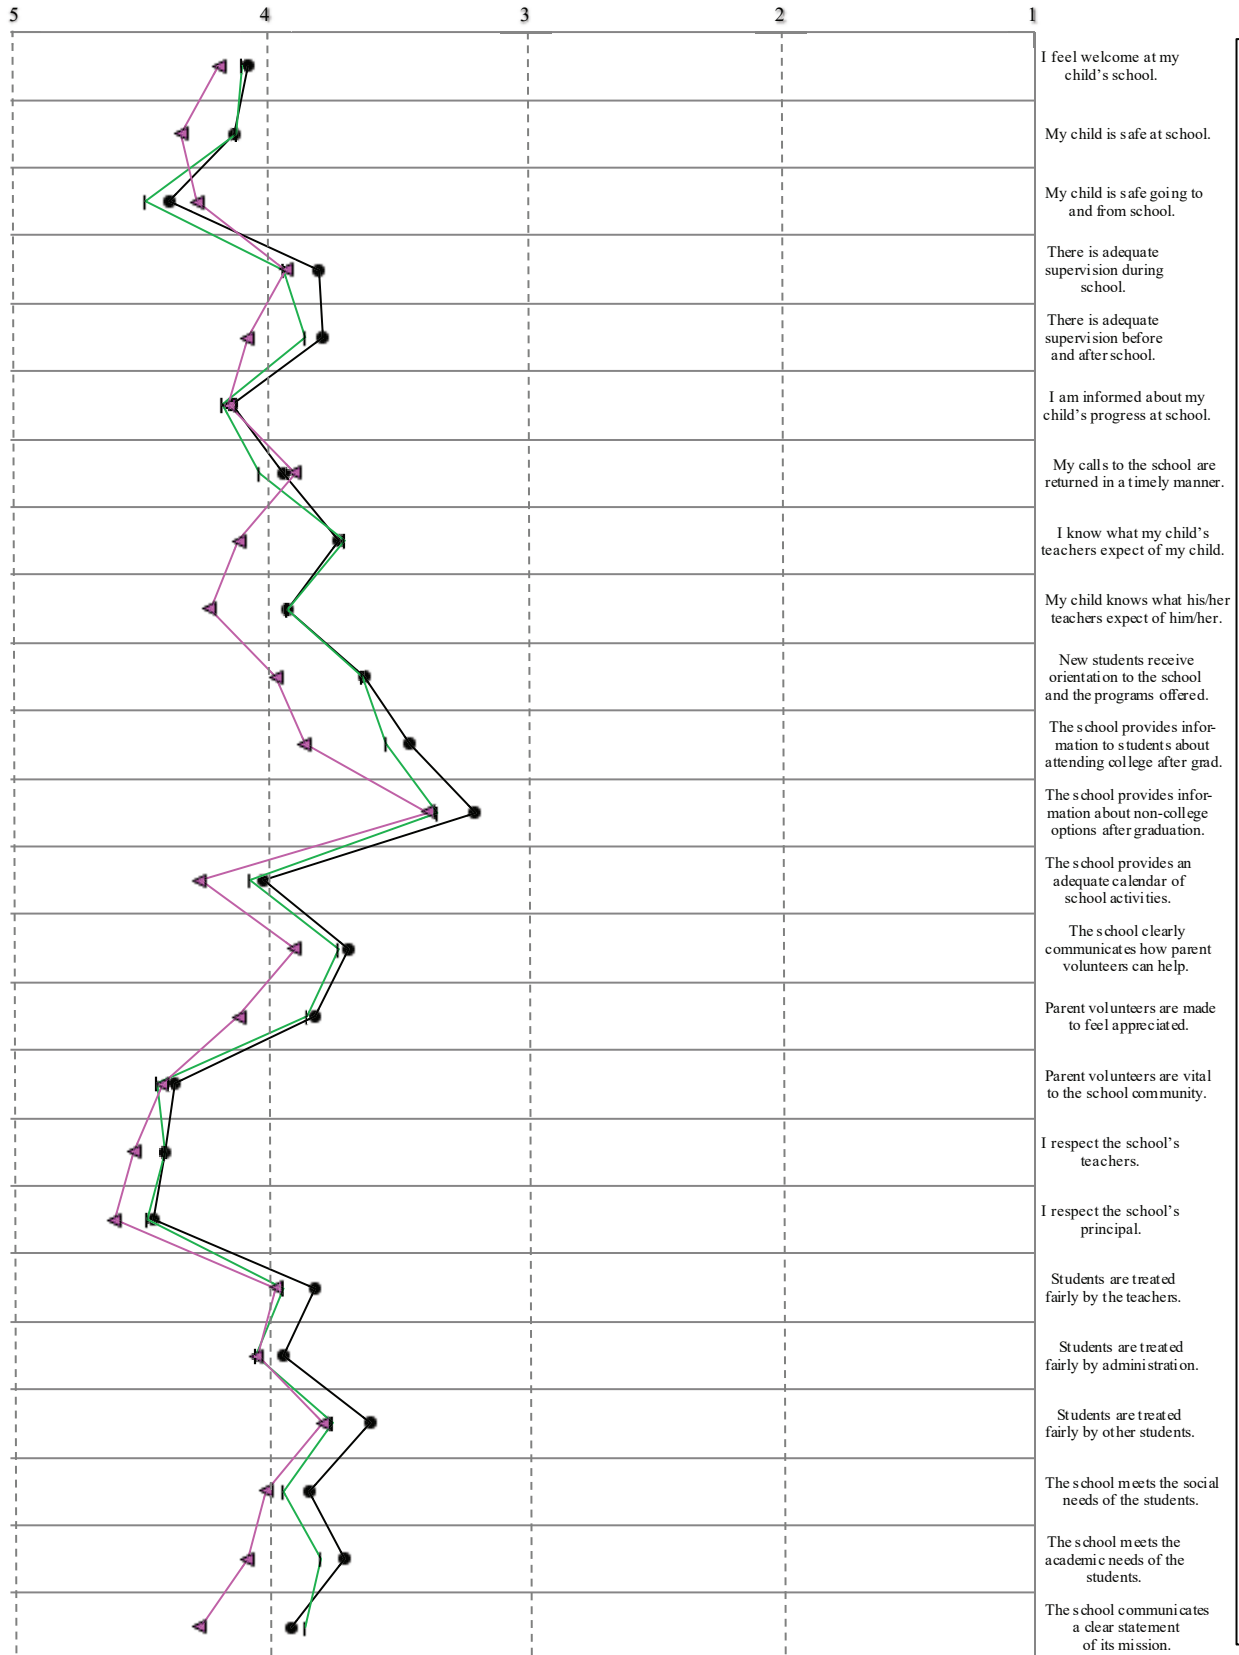 5 4 3 2 1
I feel welcome at my
child's school.
My child is safe at school.
My child is safe going to
and from school.
There is adequate
supervision during
school.
There is adequate
supervision before
and after school.
I am informed about my
child's progress at school.
My calls to the school are
returned in a timely manner.
I know what my child's
teachers expect of my child.
My child knows what his/her
teachers expect of him/her.
New students receive
orientation to the school
and the programs offered.
The school provides infor-
mation to students about
attending college after grad.
The school provides infor-
mation about non-college
options after graduation.
The school provides an
adequate calendar of
school activities.
The school clearly
communicates how parent
volunteers can help.
Parent volunteers are made
to feel appreciated.
Parent volunteers are vital
to the school community.
I respect the school's
teachers.
I respect the school's
principal.
Students are treated
fairly by the teachers.
Students are treated
fairly by administration.
Students are treated
fairly by other students.
The school meets the social
needs of the students.
The school meets the
academic needs of the
students.
The school communicates
a clear statement
of its mission.